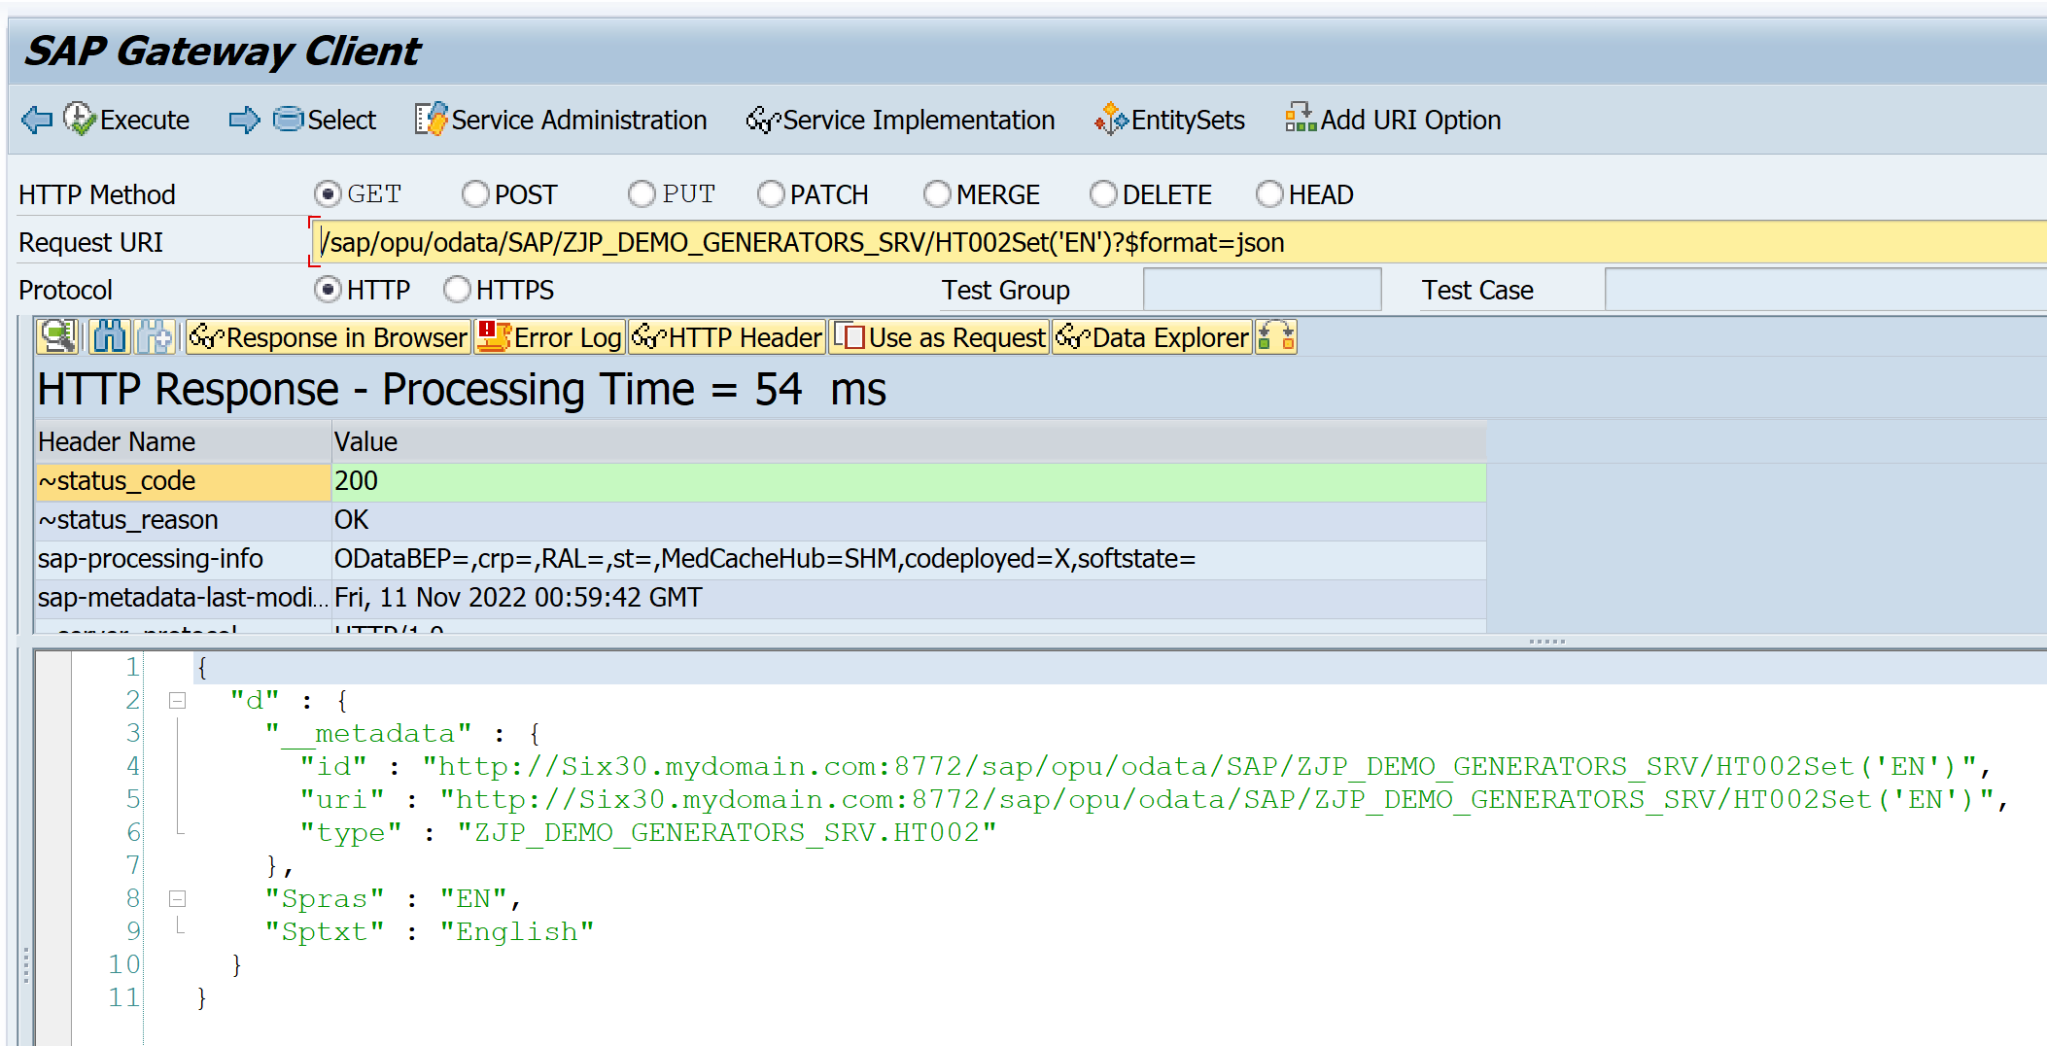 SAP Gateway Client
Execute Select Service Administration Service Implementation EntitySets Add URI Option
HTTP Method GET POST PUT PATCH MERGE DELETE HEAD
Request URI /sap/opu/odata/SAP/ZJP_DEMO_GENERATORS_SRV/HT002Set('EN')?$format=json
Protocol HTTP HTTPS Test Group Test Case
Response in Browser Error Log HTTP Header Use as Request Data Explorer
HTTP Response - Processing Time = 54 ms
Header Name Value
~status_code 200
~status_reason OK
sap-processing-info ODataBEP=,crp=,RAL=,st=,MedCacheHub=SHM,codeployed=X,softstate=
sap-metadata-last-modi... Fri, 11 Nov 2022 00:59:42 GMT
~server_protocol HTTP/1.0
1 {
2 "d" : {
3 "__metadata" : {
4 "id" : "http://Six30.mydomain.com:8772/sap/opu/odata/SAP/ZJP_DEMO_GENERATORS_SRV/HT002Set('EN')",
5 "uri" : "http://Six30.mydomain.com:8772/sap/opu/odata/SAP/ZJP_DEMO_GENERATORS_SRV/HT002Set('EN')",
6 "type" : "ZJP_DEMO_GENERATORS_SRV.HT002"
7 },
8 "Spras" : "EN",
9 "Sptxt" : "English"
10 }
11 }